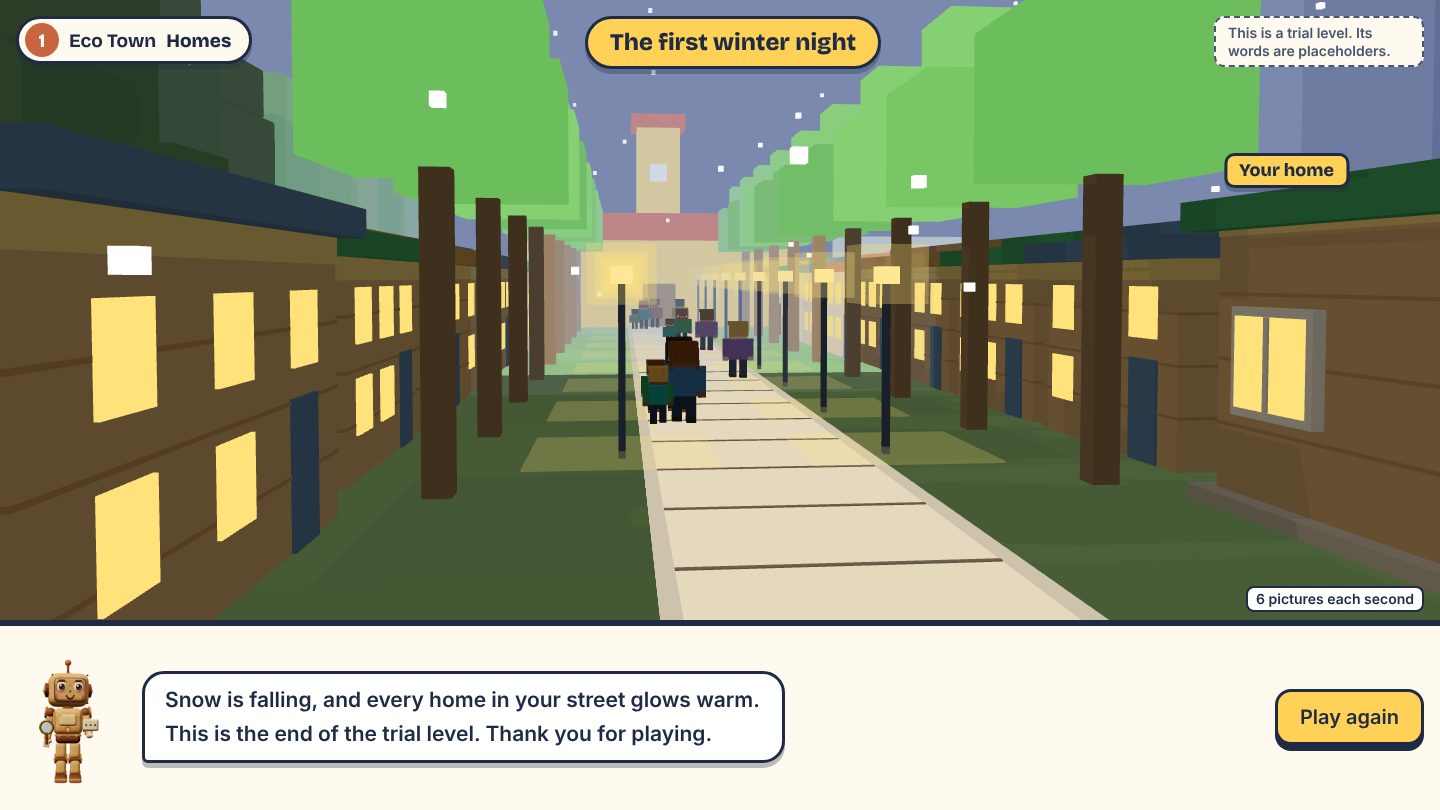 1 Eco Town Homes
The first winter night
This is a trial level. Its
words are placeholders.
Your home
6 pictures each second
Snow is falling, and every home in your street glows warm.
This is the end of the trial level. Thank you for playing.
Play again